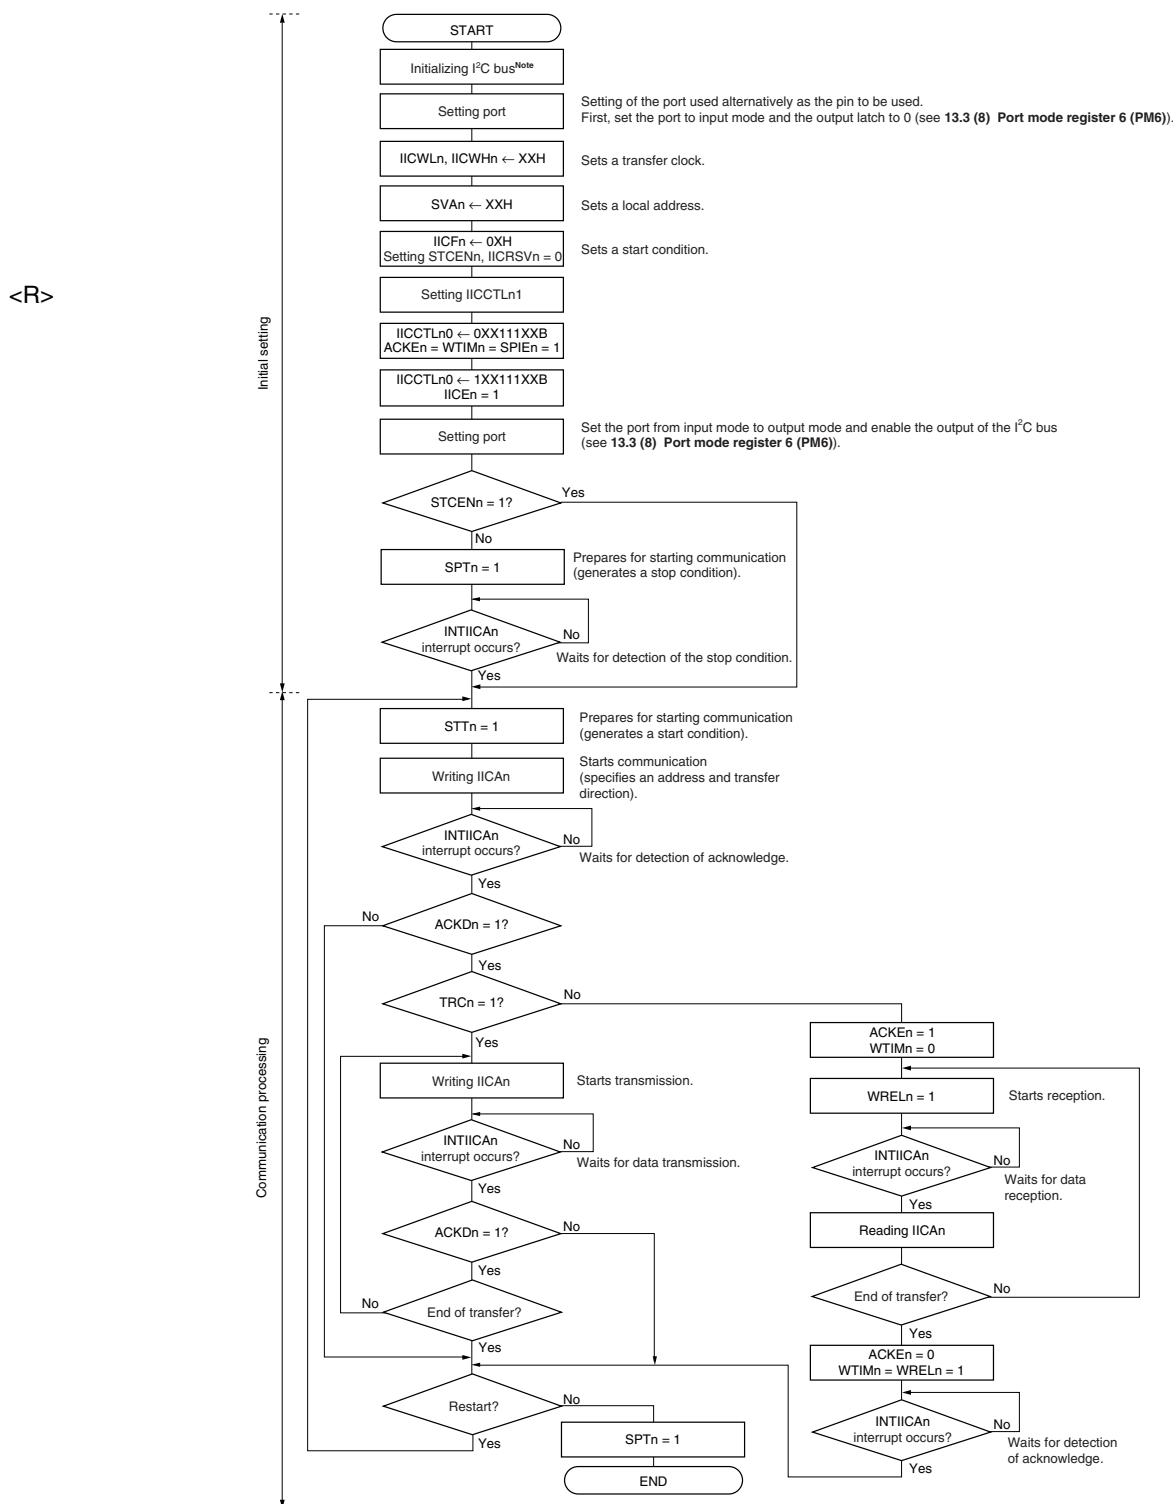 START
Initializing I²C bus Note
Setting port
Setting of the port used alternatively as the pin to be used.
First, set the port to input mode and the output latch to 0 (see 13.3 (8) Port mode register 6 (PM6)).
IICWLn, IICWHn ← XXH
Sets a transfer clock.
SVAn ← XXH
Sets a local address.
IICFn ← 0XH
Setting STCENn, IICRSVn = 0
Sets a start condition.
<R>
Setting IICCTLn1
Initial setting
IICCTLn0 ← 0XX111XXB
ACKEn = WTIMn = SPIEn = 1
IICCTLn0 ← 1XX111XXB
IICEn = 1
Setting port
Set the port from input mode to output mode and enable the output of the I²C bus
(see 13.3 (8) Port mode register 6 (PM6)).
STCENn = 1?
Yes
No
SPTn = 1
Prepares for starting communication
(generates a stop condition).
INTIICAn
interrupt occurs?
No
Waits for detection of the stop condition.
Yes
Communication processing
STTn = 1
Prepares for starting communication
(generates a start condition).
Writing IICAn
Starts communication
(specifies an address and transfer
direction).
INTIICAn
interrupt occurs?
No
Waits for detection of acknowledge.
Yes
No
ACKDn = 1?
Yes
TRCn = 1?
No
Yes
Writing IICAn
Starts transmission.
INTIICAn
interrupt occurs?
No
Waits for data transmission.
Yes
ACKDn = 1?
No
Yes
No
End of transfer?
Yes
ACKEn = 1
WTIMn = 0
WRELn = 1
Starts reception.
INTIICAn
interrupt occurs?
No
Waits for data
reception.
Yes
Reading IICAn
End of transfer?
No
Yes
ACKEn = 0
WTIMn = WRELn = 1
INTIICAn
interrupt occurs?
No
Waits for detection
of acknowledge.
Yes
Restart?
No
Yes
SPTn = 1
END